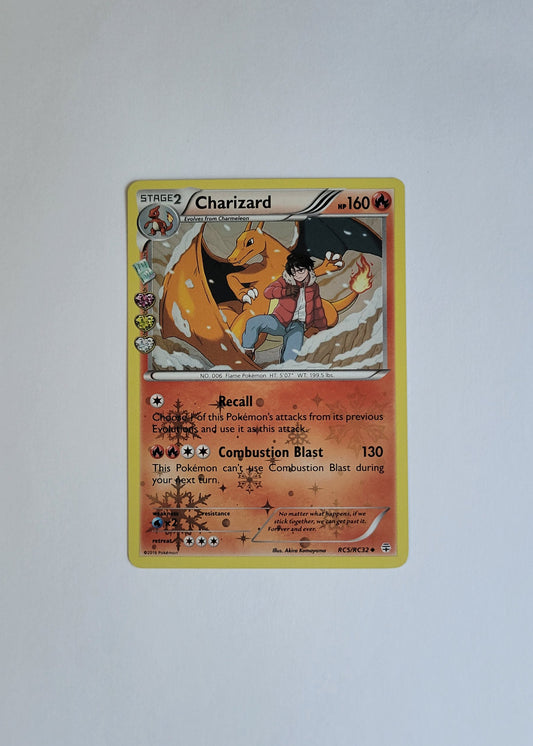 STAGE2 Charizard HP160
Evolves from Charmeleon
NO. 006 Flame Pokémon HT: 5'07" WT: 199.5 lbs.
Recall
Choose 1 of this Pokémon's attacks from its previous
Evolutions and use it as this attack.
Combustion Blast 130
This Pokémon can't use Combustion Blast during
your next turn.
weakness resistance
×2
retreat
No matter what happens, if we
stick together, we can get past it.
Forever and ever.
©2016 Pokémon Illus. Akira Komayama RC5/RC32